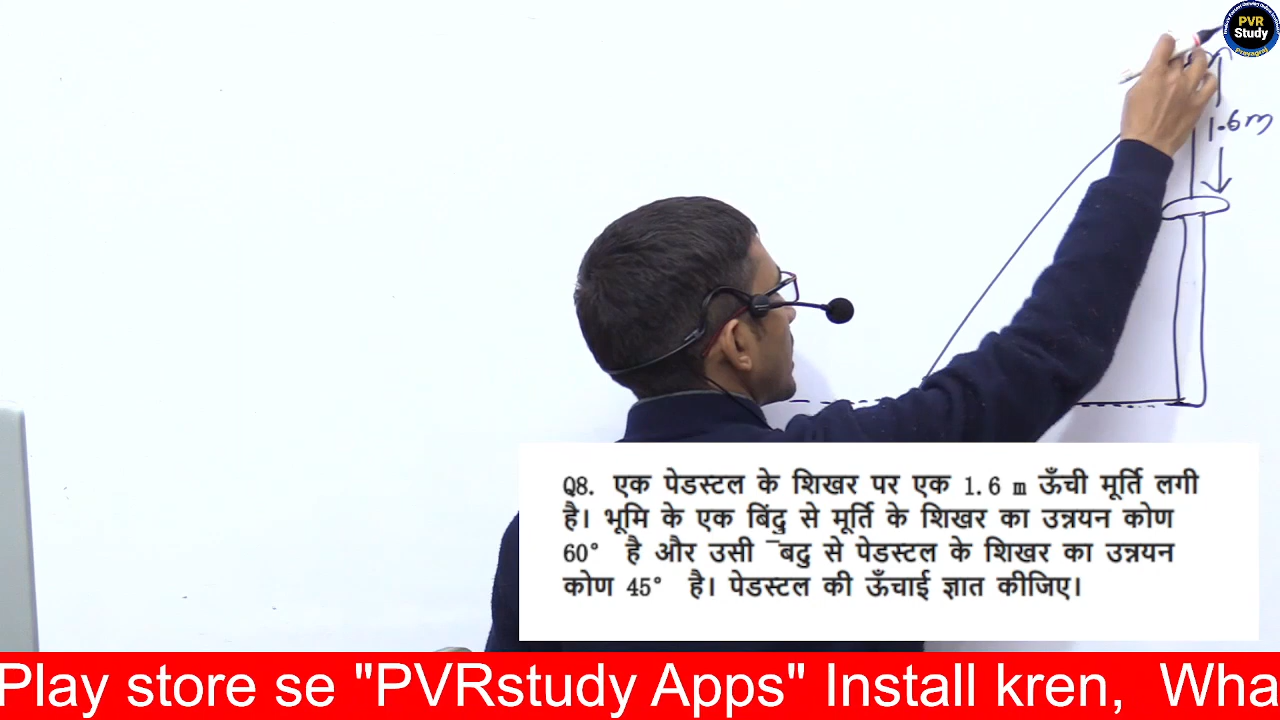 PVR
Study
Prayagraj
1.6m
Q8. एक पेडस्टल के शिखर पर एक 1.6 m ऊँची मूर्ति लगी
है। भूमि के एक बिंदु से मूर्ति के शिखर का उन्नयन कोण
60° है और उसी ¯बदु से पेडस्टल के शिखर का उन्नयन
कोण 45° है। पेडस्टल की ऊँचाई ज्ञात कीजिए।
Play store se "PVRstudy Apps" Install kren, Wha